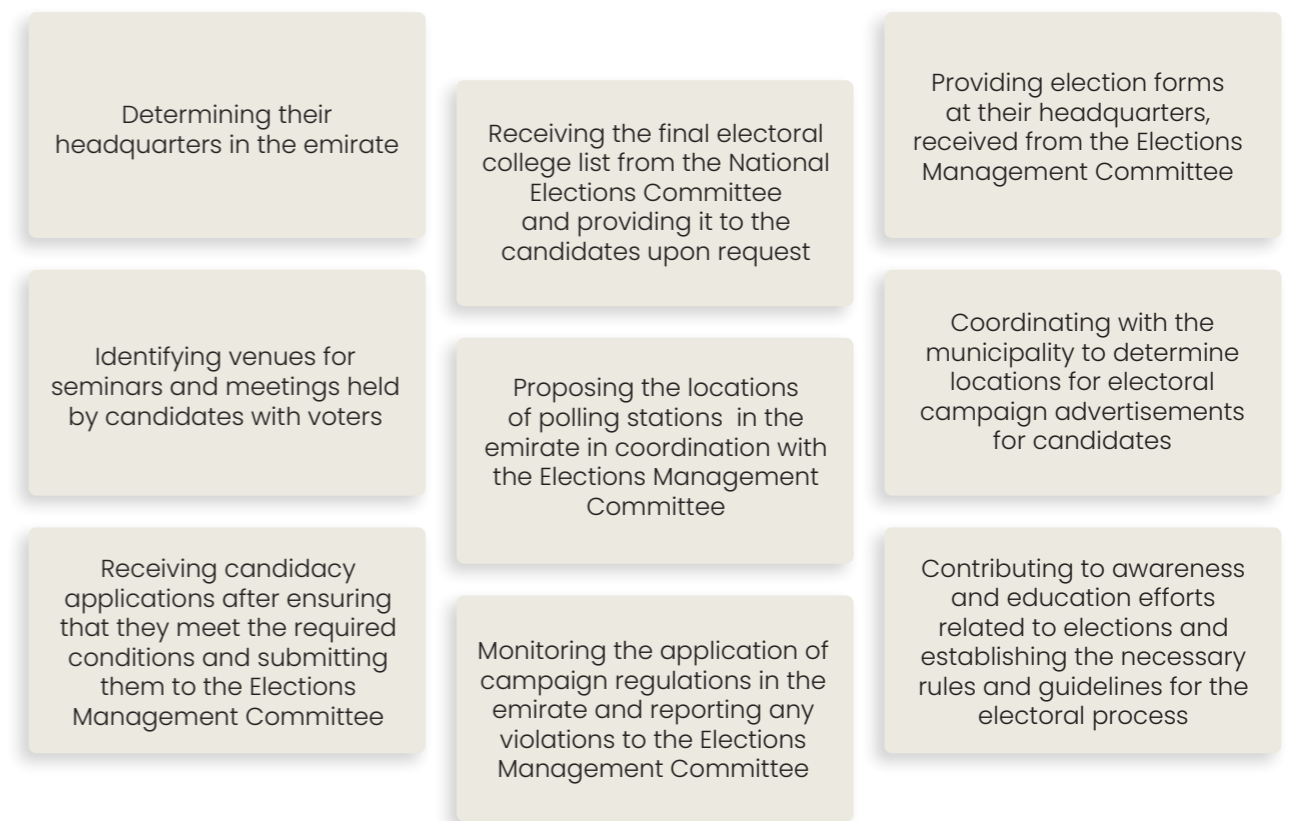 Determining their
headquarters in the emirate
Receiving the final electoral
college list from the National
Elections Committee
and providing it to the
candidates upon request
Providing election forms
at their headquarters,
received from the Elections
Management Committee
Identifying venues for
seminars and meetings held
by candidates with voters
Proposing the locations
of polling stations  in the
emirate in coordination with
the Elections Management
Committee
Coordinating with the
municipality to determine
locations for electoral
campaign advertisements
for candidates
Receiving candidacy
applications after ensuring
that they meet the required
conditions and submitting
them to the Elections
Management Committee
Monitoring the application of
campaign regulations in the
emirate and reporting any
violations to the Elections
Management Committee
Contributing to awareness
and education efforts
related to elections and
establishing the necessary
rules and guidelines for the
electoral process